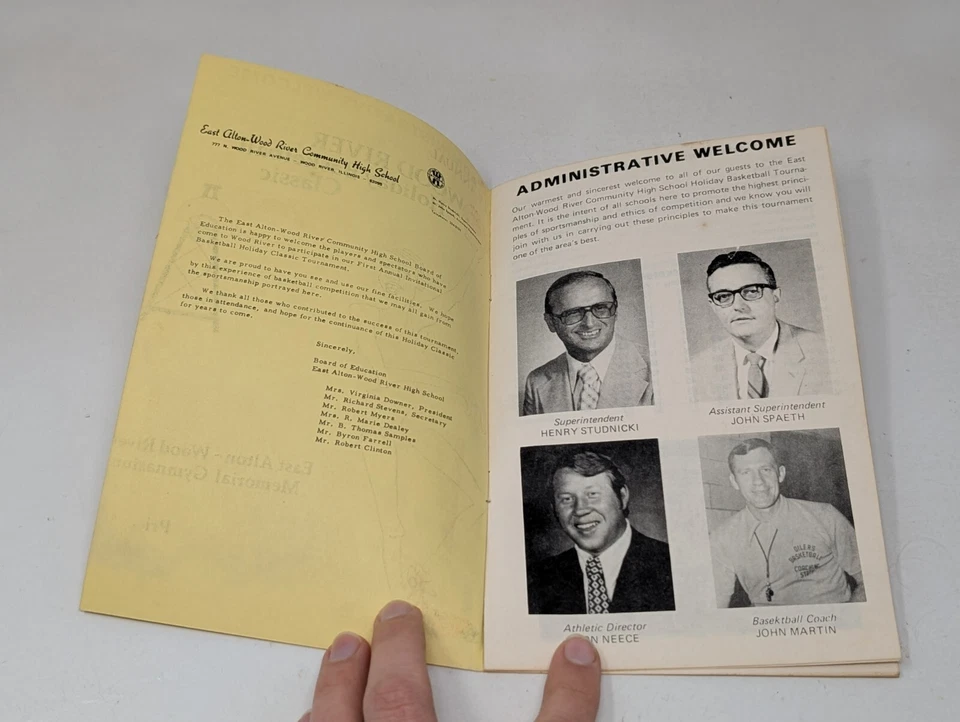 East Alton-Wood River Community High School
777 N. WOOD RIVER AVENUE - WOOD RIVER, ILLINOIS 62095
The East Alton-Wood River Community High School Board of
Education is happy to welcome the players and spectators who have
come to Wood River to participate in our First Annual Invitational
Basketball Holiday Classic Tournament.
We are proud to have you see and use our fine facilities. We hope
by this experience of basketball competition that we may all gain from
the sportsmanship portrayed here.
We thank all those who contributed to the success of this tournament,
those in attendance, and hope for the continuance of this Holiday Classic
for years to come.
Sincerely,
Board of Education
East Alton-Wood River High School
Mrs. Virginia Downer, President
Mr. Richard Stevens, Secretary
Mr. Robert Myers
Mrs. R. Marie Dealey
Mr. B. Thomas Samples
Mr. Byron Farrell
Mr. Robert Clinton
ADMINISTRATIVE WELCOME
Our warmest and sincerest welcome to all of our guests to the East
Alton-Wood River Community High School Holiday Basketball Tourna-
ment. It is the intent of all schools here to promote the highest princi-
ples of sportsmanship and ethics of competition and we know you will
join with us in carrying out these principles to make this tournament
one of the area's best.
Superintendent
HENRY STUDNICKI
Assistant Superintendent
JOHN SPAETH
OILERS
BASKETBALL
COACHING
STAFF
Athletic Director
NEECE
Basektball Coach
JOHN MARTIN